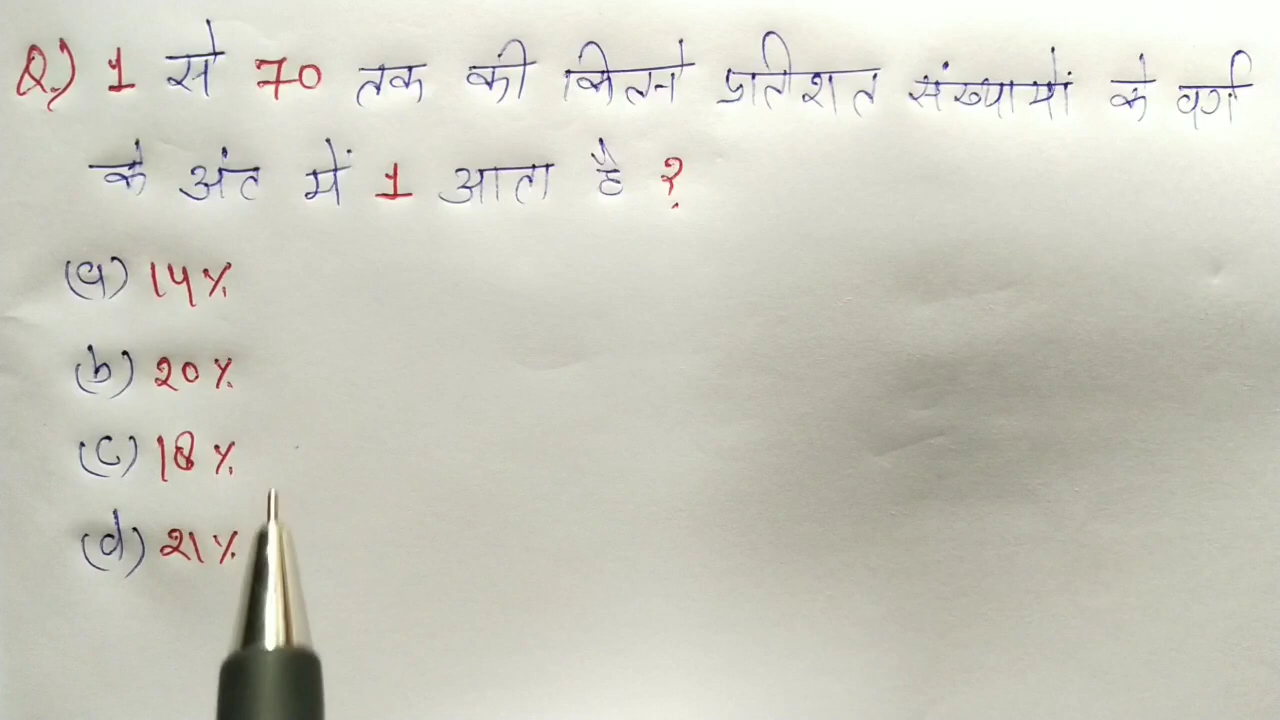 Q) 1 से 70 तक की कितने प्रतिशत संख्यायों के वर्ग
के अंत में 1 आता है ?
(a) 14%
(b) 20%
(c) 18%
(d) 21%